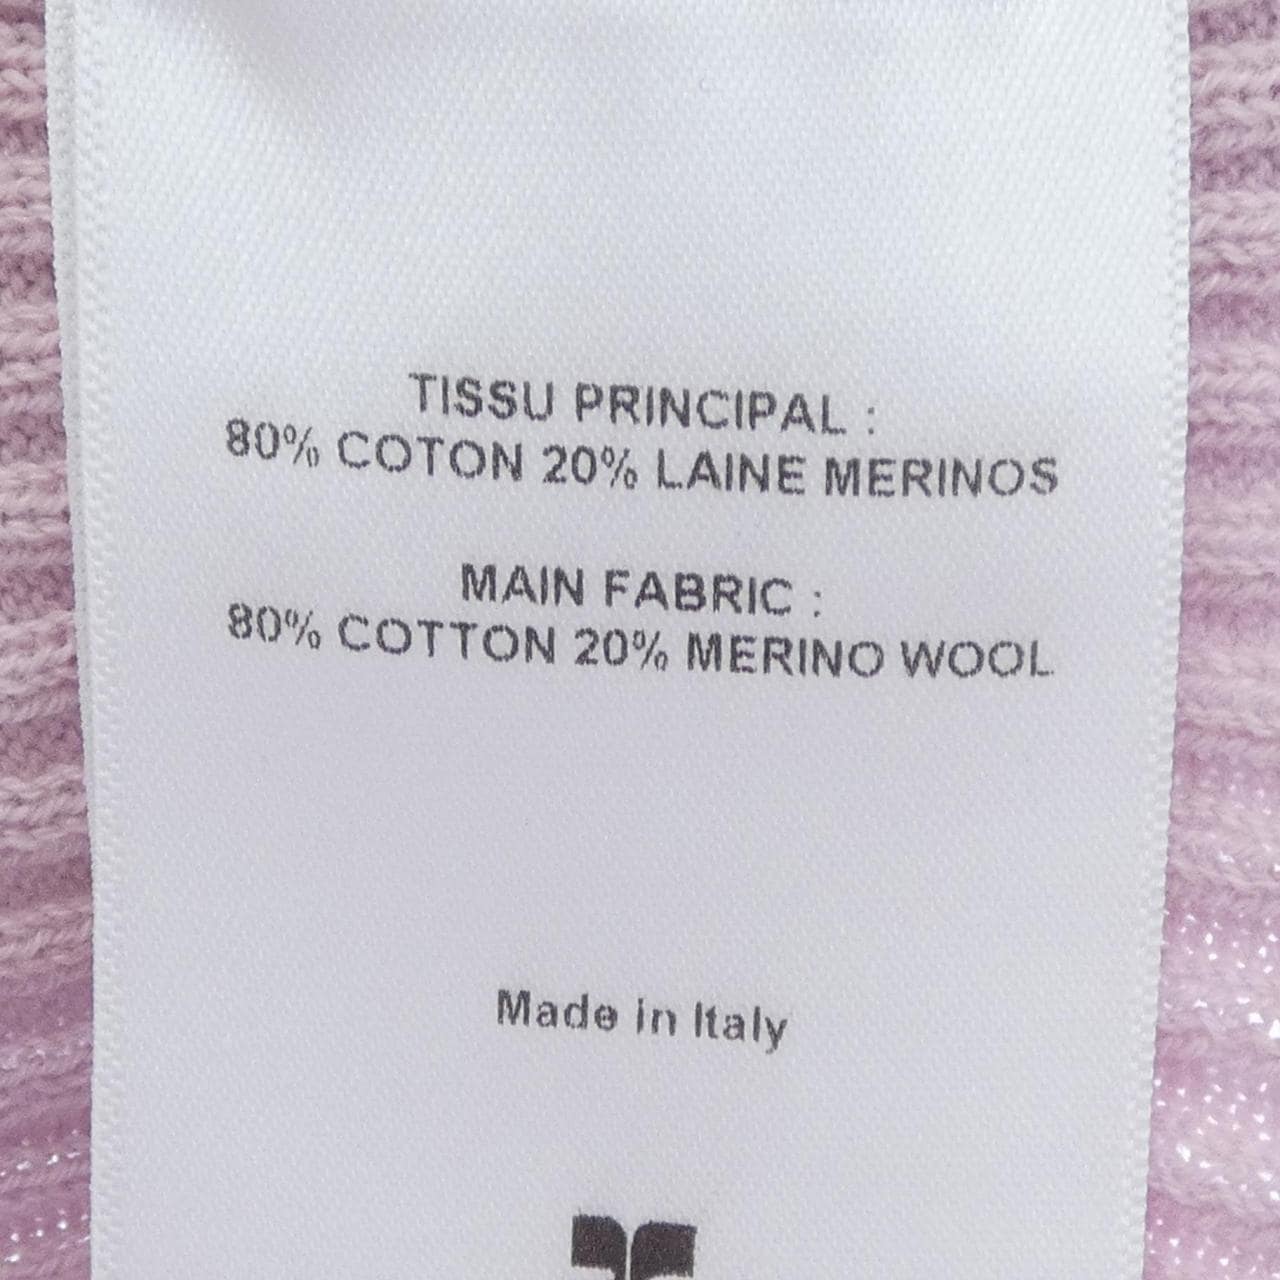 TISSU PRINCIPAL :
80% COTON 20% LAINE MERINOS
MAIN FABRIC :
80% COTTON 20% MERINO WOOL
Made in Italy